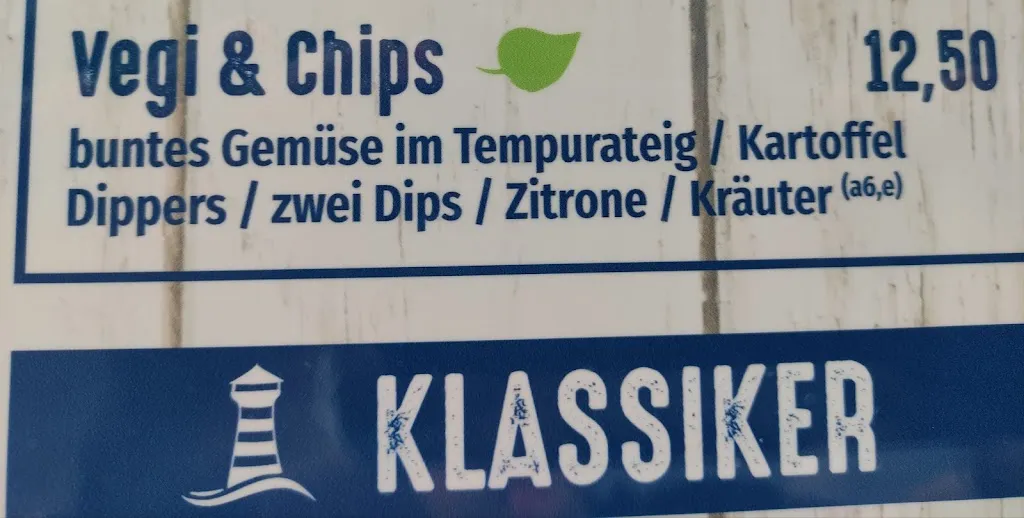 Vegi & Chips 12,50
buntes Gemüse im Tempurateig / Kartoffel
Dippers / zwei Dips / Zitrone / Kräuter (a6,e)
KLASSIKER